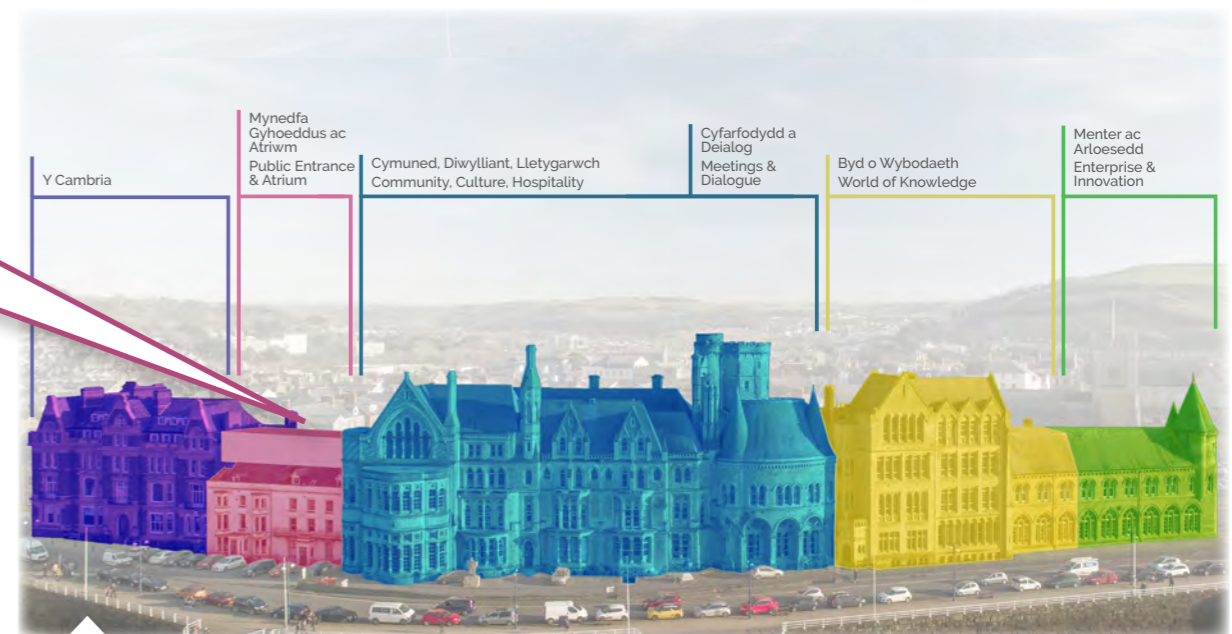 Y Cambria
Mynedfa
Gyhoeddus ac
Atriwm
Public Entrance
& Atrium
Cymuned, Diwylliant, Lletygarwch
Community, Culture, Hospitality
Cyfarfodydd a
Deialog
Meetings &
Dialogue
Byd o Wybodaeth
World of Knowledge
Menter ac
Arloesedd
Enterprise &
Innovation